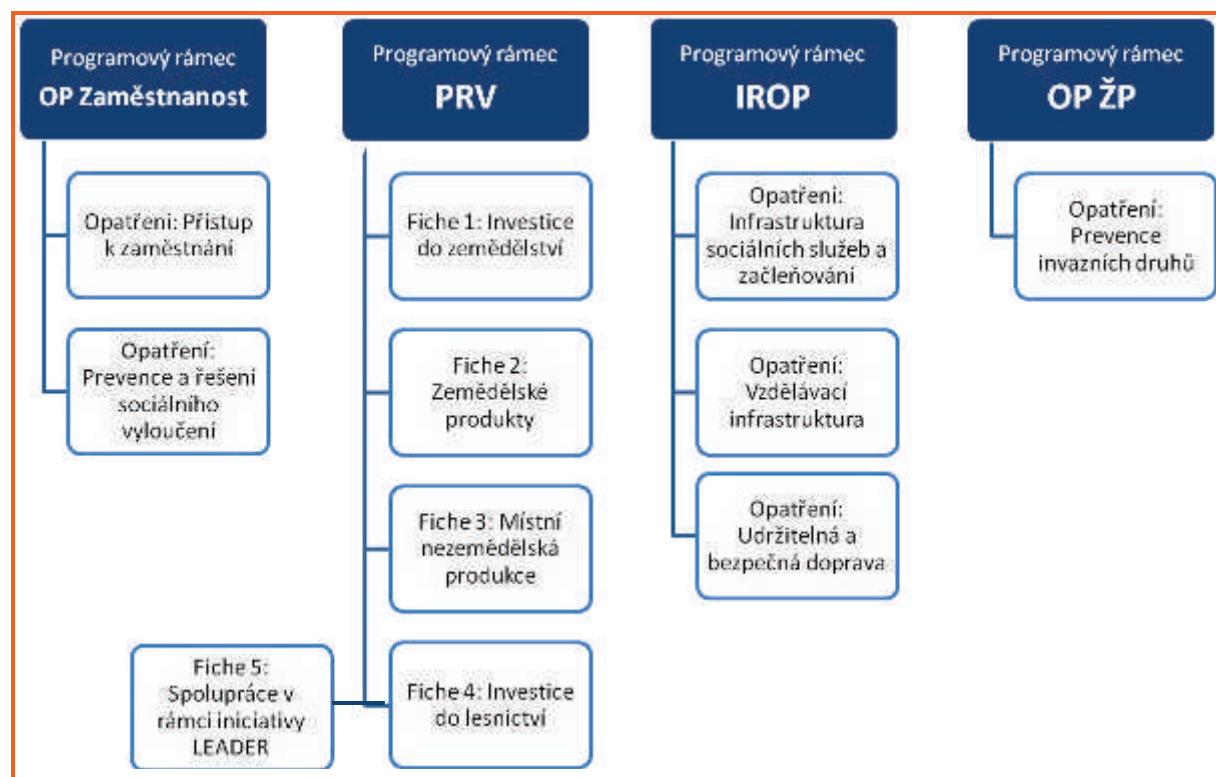 Programový rámec
OP Zaměstnanost
Opatření: Přístup
k zaměstnání
Opatření:
Prevence a řešení
sociálního
vyloučení
Programový rámec
PRV
Fiche 1: Investice
do zemědělství
Fiche 2:
Zemědělské
produkty
Fiche 3: Místní
nezemědělská
produkce
Fiche 4: Investice
do lesnictví
Fiche 5:
Spolupráce v
rámci iniciativy
LEADER
Programový rámec
IROP
Opatření:
Infrastruktura
sociálních služeb a
začleňování
Opatření:
Vzdělávací
infrastruktura
Opatření:
Udržitelná a
bezpečná doprava
Programový rámec
OP ŽP
Opatření:
Prevence
invazních druhů